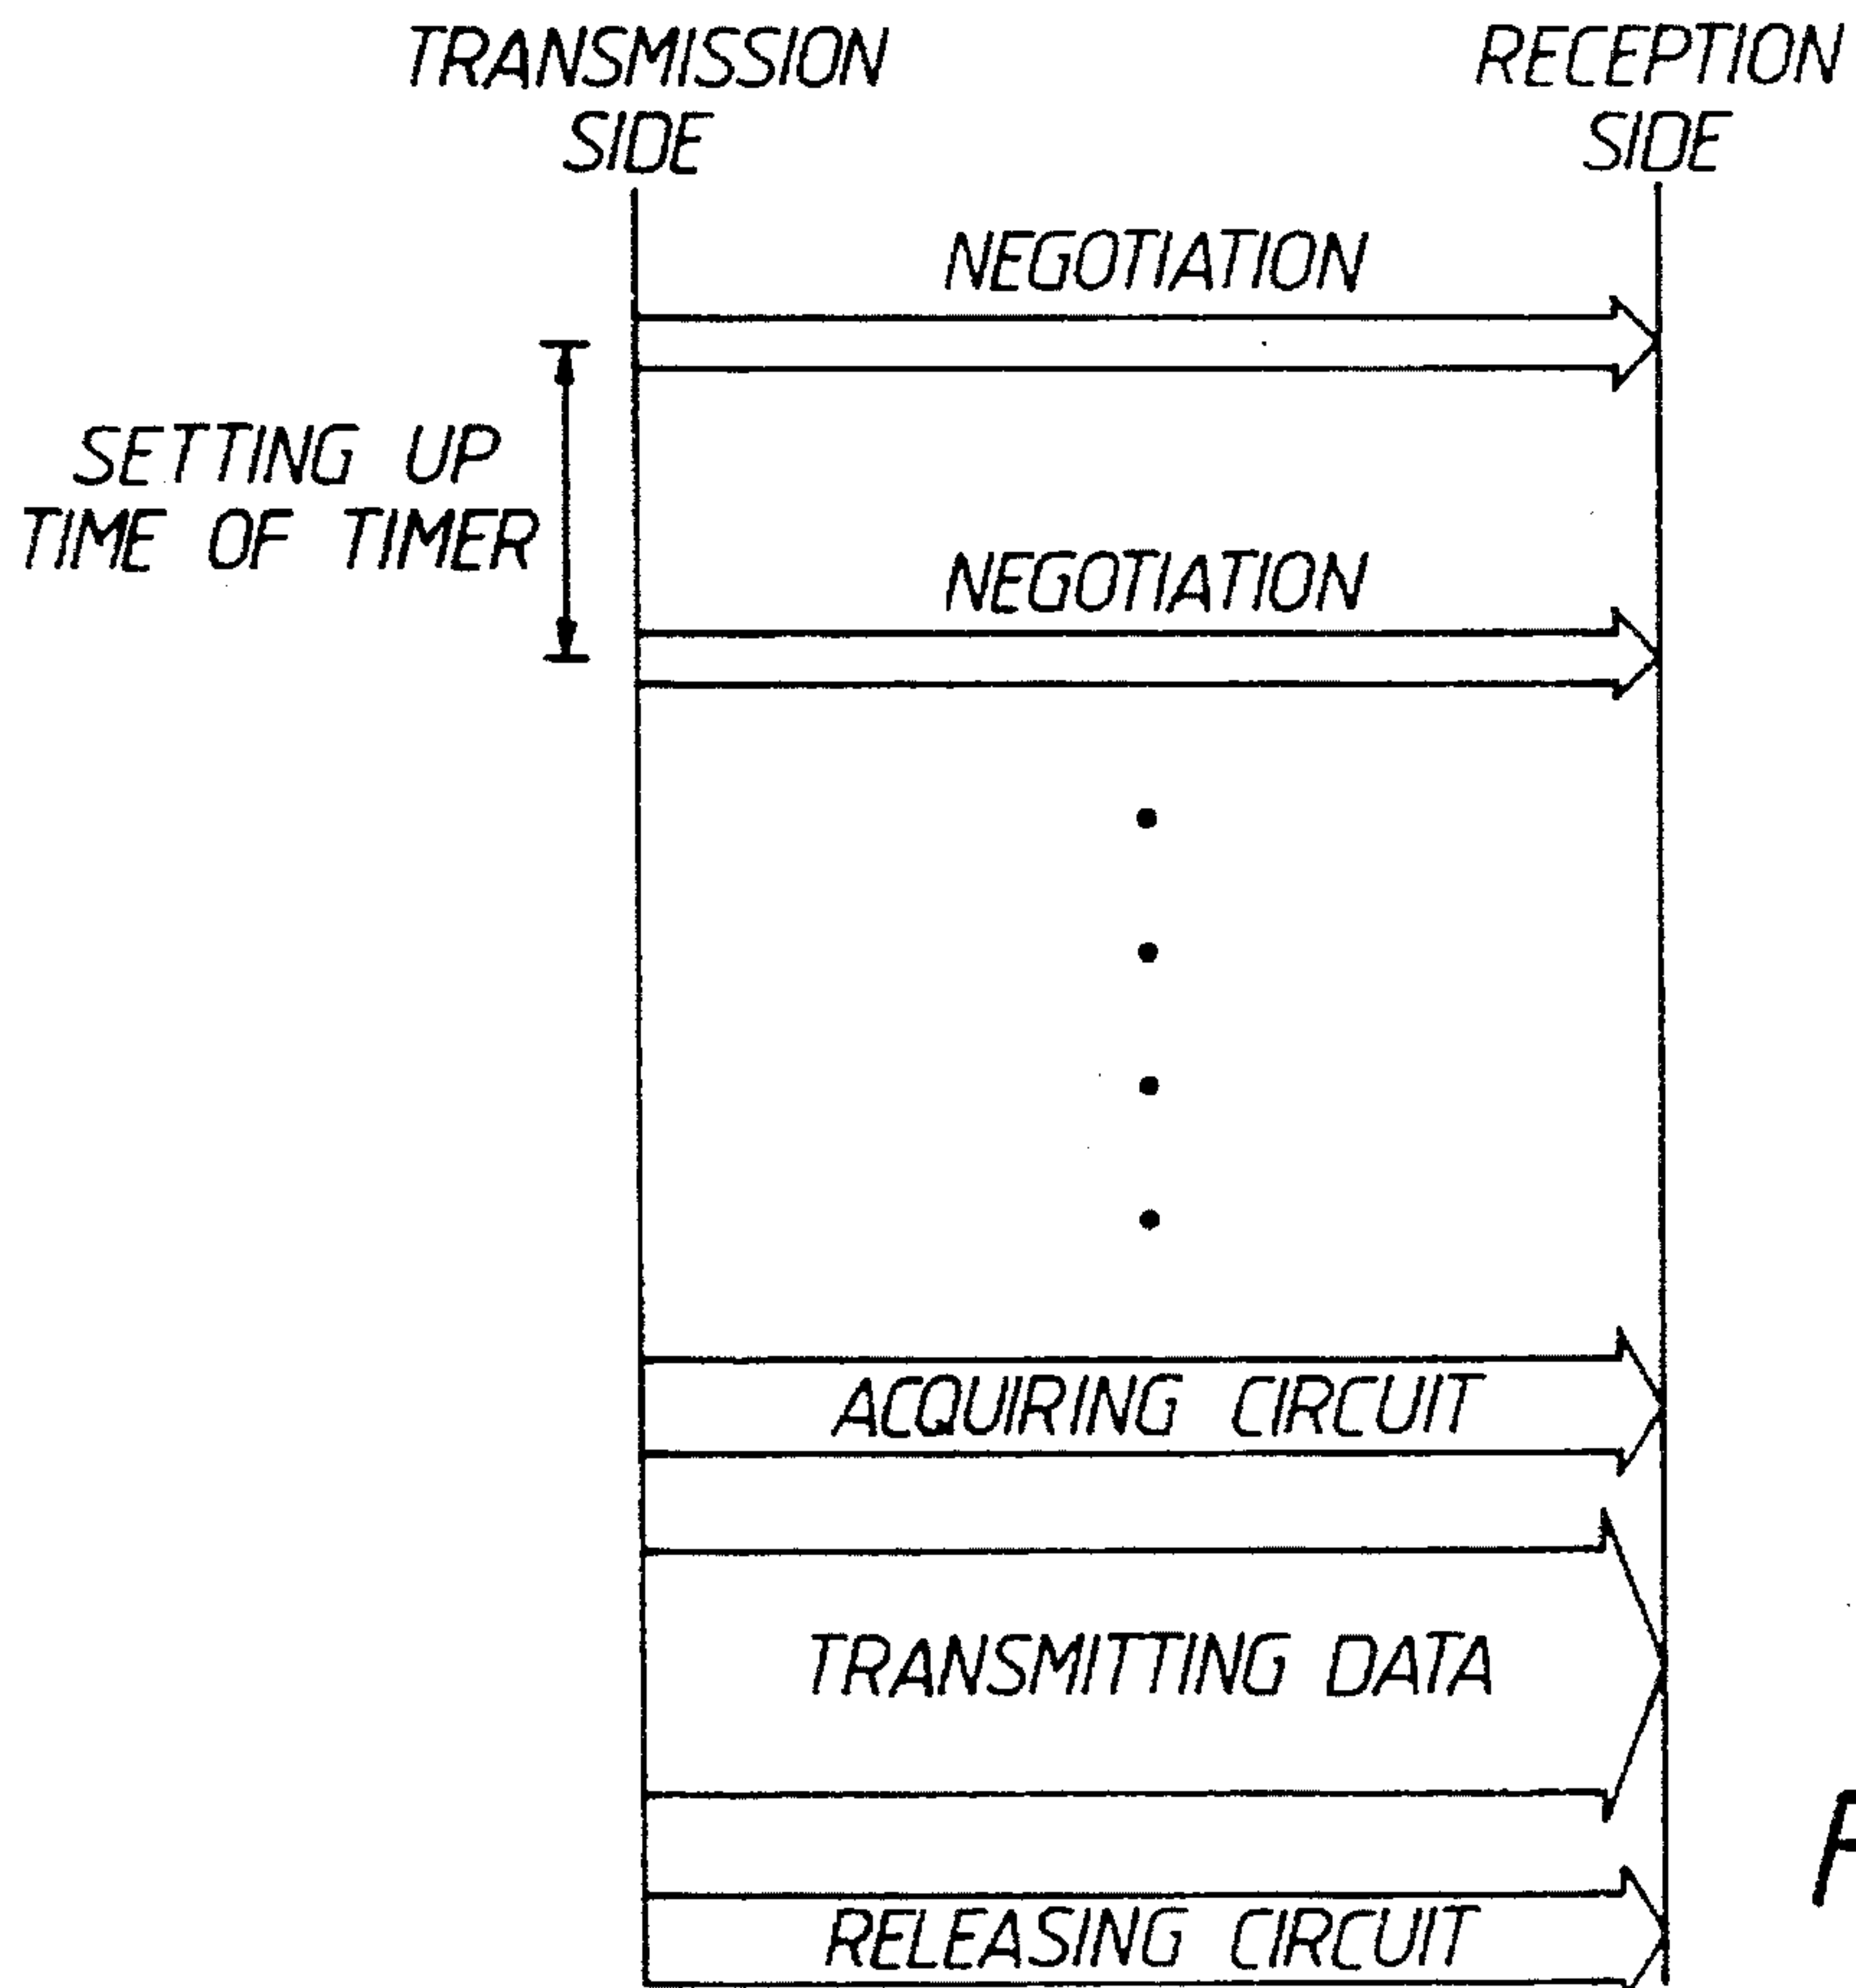 TRANSMISSION
SIDE
RECEPTION
SIDE
NEGOTIATION
SETTING UP
TIME OF TIMER
NEGOTIATION
ACQUIRING CIRCUIT
TRANSMITTING DATA
RELEASING CIRCUIT